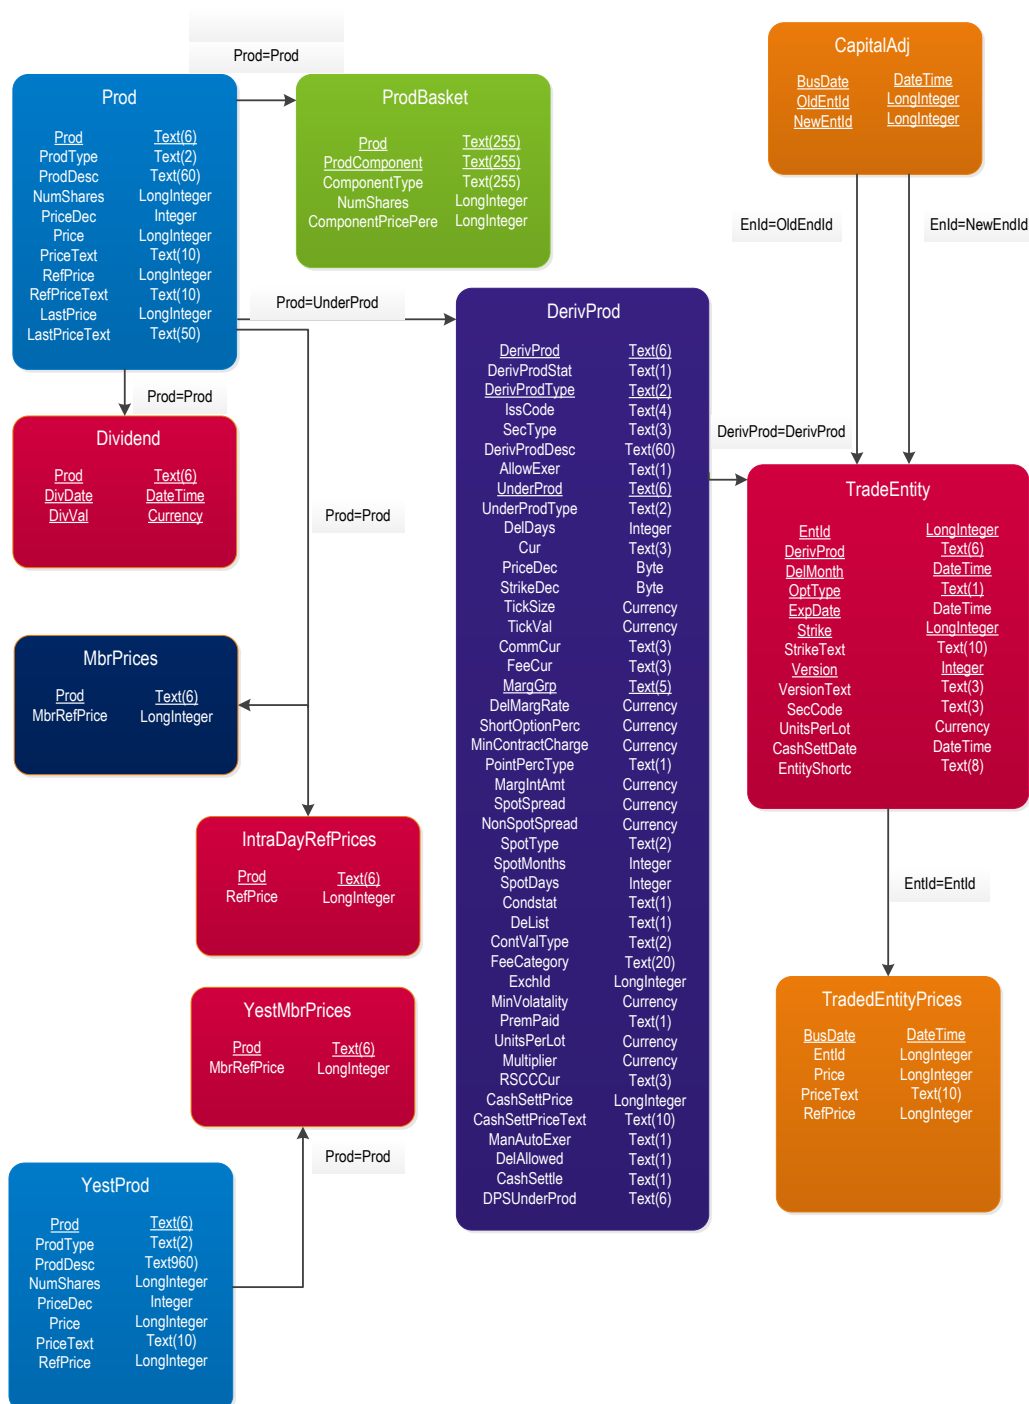 Prod=Prod
Prod
Prod Text(6)
ProdType Text(2)
ProdDesc Text(60)
NumShares LongInteger
PriceDec Integer
Price LongInteger
PriceText Text(10)
RefPrice LongInteger
RefPriceText Text(10)
LastPrice LongInteger
LastPriceText Text(50)
ProdBasket
Prod Text(255)
ProdComponent Text(255)
ComponentType Text(255)
NumShares LongInteger
ComponentPricePere LongInteger
CapitalAdj
BusDate DateTime
OldEntId LongInteger
NewEntId LongInteger
EnId=OldEndId
EnId=NewEndId
Prod=UnderProd
Prod=Prod
Dividend
Prod Text(6)
DivDate DateTime
DivVal Currency
Prod=Prod
DerivProd
DerivProd Text(6)
DerivProdStat Text(1)
DerivProdType Text(2)
IssCode Text(4)
SecType Text(3)
DerivProdDesc Text(60)
AllowExer Text(1)
UnderProd Text(6)
UnderProdType Text(2)
DelDays Integer
Cur Text(3)
PriceDec Byte
StrikeDec Byte
TickSize Currency
TickVal Currency
CommCur Text(3)
FeeCur Text(3)
MargGrp Text(5)
DelMargRate Currency
ShortOptionPerc Currency
MinContractCharge Currency
PointPercType Text(1)
MargIntAmt Currency
SpotSpread Currency
NonSpotSpread Currency
SpotType Text(2)
SpotMonths Integer
SpotDays Integer
Condstat Text(1)
DeList Text(1)
ContValType Text(2)
FeeCategory Text(20)
ExchId LongInteger
MinVolatality Currency
PremPaid Text(1)
UnitsPerLot Currency
Multiplier Currency
RSCCCur Text(3)
CashSettPrice LongInteger
CashSettPriceText Text(10)
ManAutoExer Text(1)
DelAllowed Text(1)
CashSettle Text(1)
DPSUnderProd Text(6)
DerivProd=DerivProd
TradeEntity
EntId LongInteger
DerivProd Text(6)
DelMonth DateTime
OptType Text(1)
ExpDate DateTime
Strike LongInteger
StrikeText Text(10)
Version Integer
VersionText Text(3)
SecCode Text(3)
UnitsPerLot Currency
CashSettDate DateTime
EntityShortc Text(8)
MbrPrices
Prod Text(6)
MbrRefPrice LongInteger
IntraDayRefPrices
Prod Text(6)
RefPrice LongInteger
EntId=EntId
YestMbrPrices
Prod Text(6)
MbrRefPrice LongInteger
TradedEntityPrices
BusDate DateTime
EntId LongInteger
Price LongInteger
PriceText Text(10)
RefPrice LongInteger
Prod=Prod
YestProd
Prod Text(6)
ProdType Text(2)
ProdDesc Text960)
NumShares LongInteger
PriceDec Integer
Price LongInteger
PriceText Text(10)
RefPrice LongInteger